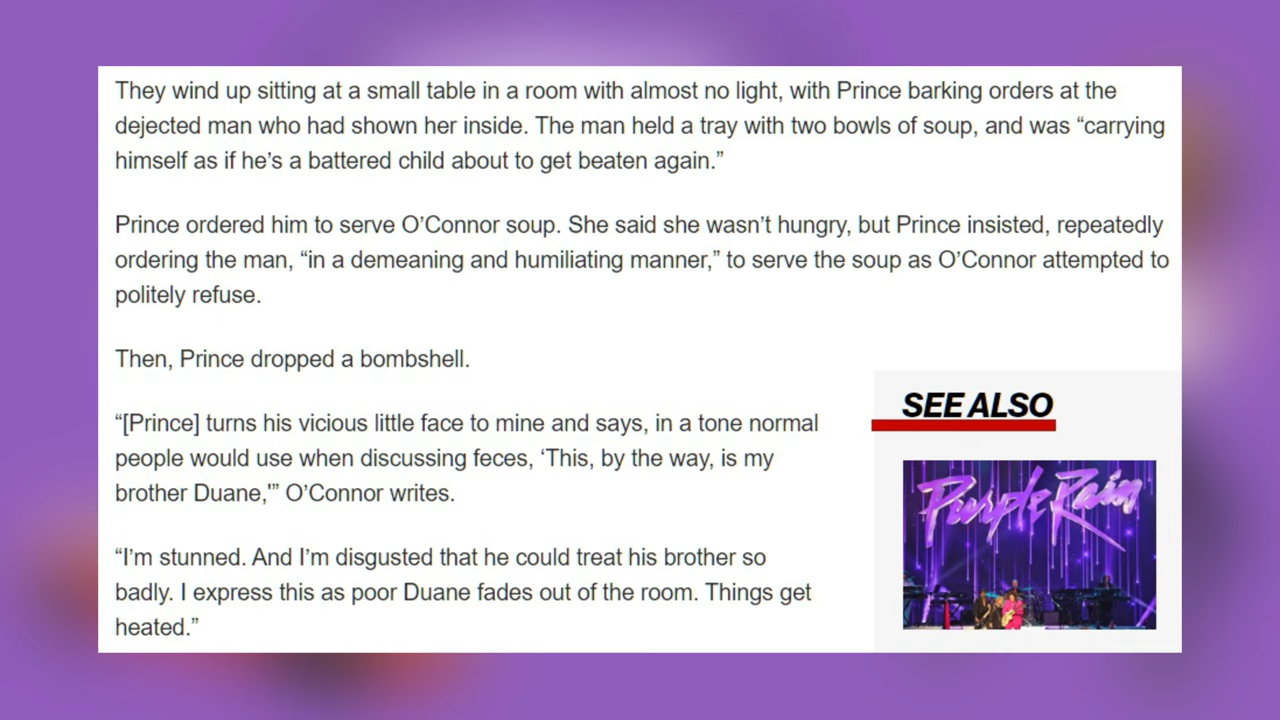 They wind up sitting at a small table in a room with almost no light, with Prince barking orders at the
dejected man who had shown her inside. The man held a tray with two bowls of soup, and was “carrying
himself as if he’s a battered child about to get beaten again.”
Prince ordered him to serve O’Connor soup. She said she wasn’t hungry, but Prince insisted, repeatedly
ordering the man, “in a demeaning and humiliating manner,” to serve the soup as O’Connor attempted to
politely refuse.
Then, Prince dropped a bombshell.
“[Prince] turns his vicious little face to mine and says, in a tone normal
people would use when discussing feces, ‘This, by the way, is my
brother Duane,'” O’Connor writes.
“I’m stunned. And I’m disgusted that he could treat his brother so
badly. I express this as poor Duane fades out of the room. Things get
heated.”
SEE ALSO
Purple Rain